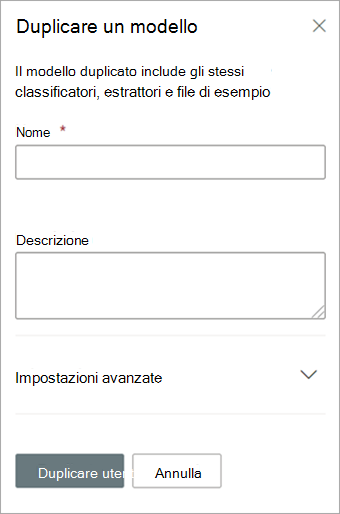 Duplicare un modello
Il modello duplicato include gli stessi
classificatori, estrattori e file di esempio
Nome *
Descrizione
Impostazioni avanzate
Duplicare uten
Annulla